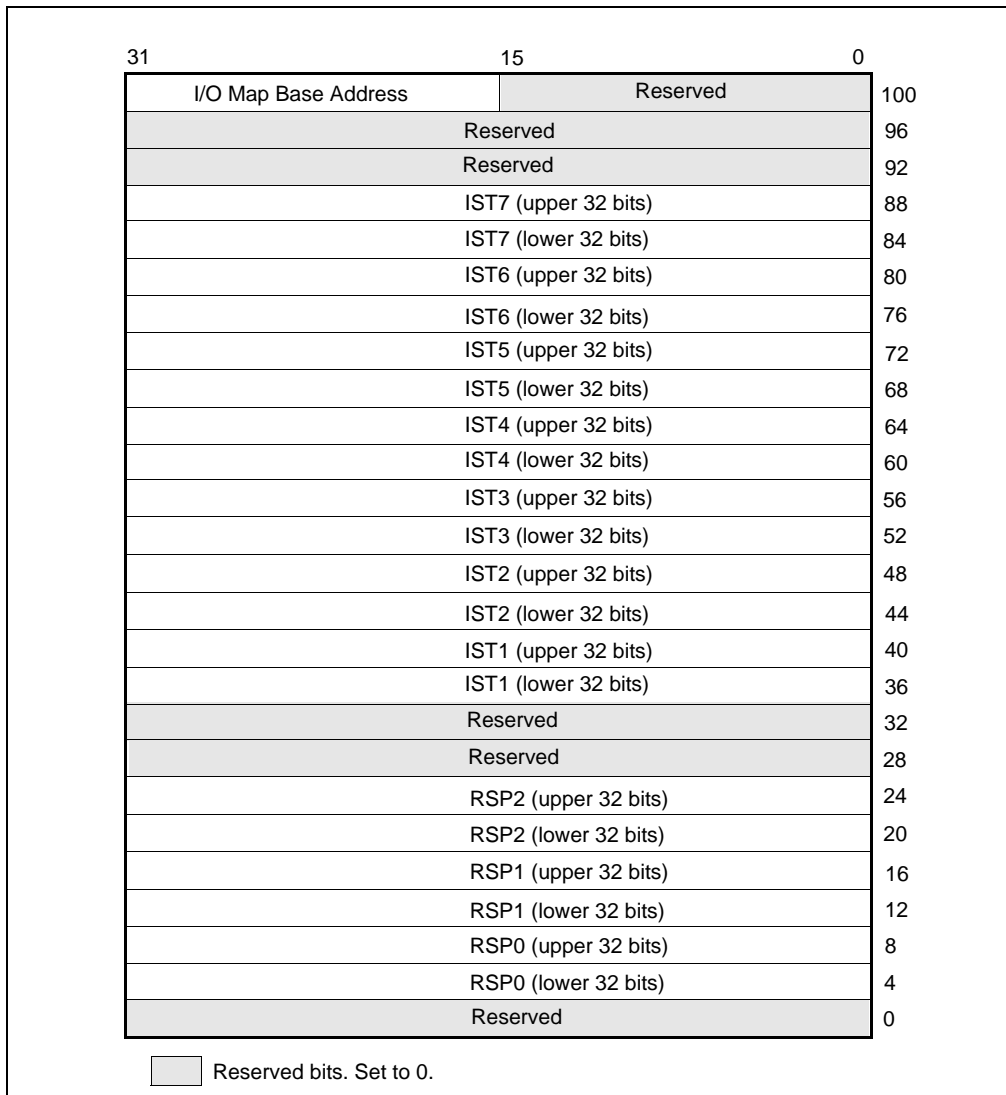 31 15 0
I/O Map Base Address Reserved 100
Reserved 96
Reserved 92
IST7 (upper 32 bits) 88
IST7 (lower 32 bits) 84
IST6 (upper 32 bits) 80
IST6 (lower 32 bits) 76
IST5 (upper 32 bits) 72
IST5 (lower 32 bits) 68
IST4 (upper 32 bits) 64
IST4 (lower 32 bits) 60
IST3 (upper 32 bits) 56
IST3 (lower 32 bits) 52
IST2 (upper 32 bits) 48
IST2 (lower 32 bits) 44
IST1 (upper 32 bits) 40
IST1 (lower 32 bits) 36
Reserved 32
Reserved 28
RSP2 (upper 32 bits) 24
RSP2 (lower 32 bits) 20
RSP1 (upper 32 bits) 16
RSP1 (lower 32 bits) 12
RSP0 (upper 32 bits) 8
RSP0 (lower 32 bits) 4
Reserved 0
Reserved bits. Set to 0.